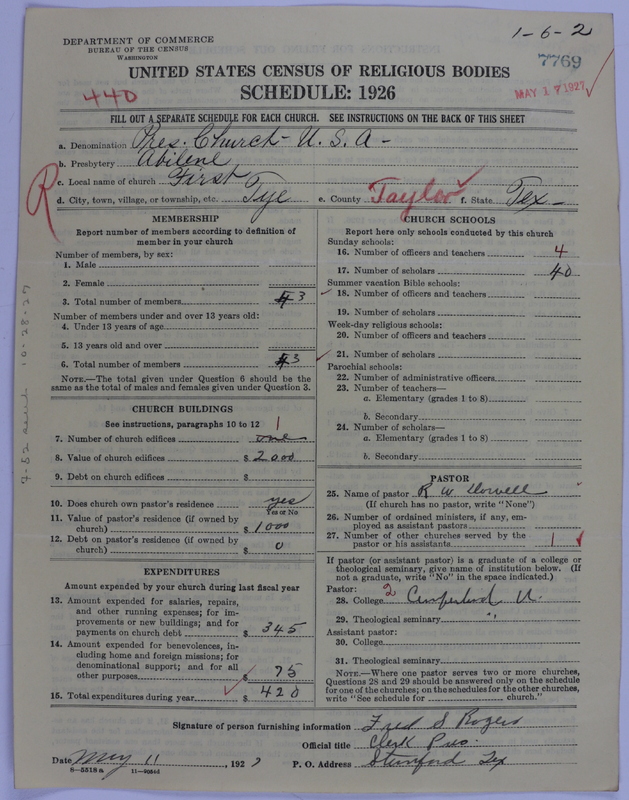 1-6-2
DEPARTMENT OF COMMERCE
BUREAU OF THE CENSUS
WASHINGTON
7769
UNITED STATES CENSUS OF RELIGIOUS BODIES
MAY 17 1927
440
SCHEDULE: 1926
FILL OUT A SEPARATE SCHEDULE FOR EACH CHURCH. SEE INSTRUCTIONS ON THE BACK OF THIS SHEET
a. Denomination Pres. Church - U. S. A -
b. Presbytery Abilene
R
c. Local name of church First
d. City, town, village, or township, etc. Tye e. County Taylor f. State Tex -
MEMBERSHIP
Report number of members according to definition of
member in your church
Number of members, by sex:
1. Male
2. Female
3. Total number of members 3
Number of members under and over 13 years old:
4. Under 13 years of age
5. 13 years old and over
6. Total number of members 3
NOTE.—The total given under Question 6 should be
same as the total of males and females given under Question 3.
CHURCH BUILDINGS
See instructions, paragraphs 10 to 12 1
7. Number of church edifices one
8. Value of church edifices $ 2000
9. Debt on church edifices $
10. Does church own pastor's residence yes
Yes or No
11. Value of pastor's residence (if owned by
church) $ 1000
12. Debt on pastor's residence (if owned by
church) $ 0
EXPENDITURES
Amount expended by your church during last fiscal year
13. Amount expended for salaries, repairs,
and other running expenses; for im-
provements or new buildings; and for
payments on church debt $ 345
14. Amount expended for benevolences, in-
cluding home and foreign missions; for
denominational support; and for all
other purposes $ 75
15. Total expenditures during year $ 420
CHURCH SCHOOLS
Report here only schools conducted by this church
Sunday schools:
16. Number of officers and teachers 4
17. Number of scholars 40
Summer vacation Bible schools:
18. Number of officers and teachers
19. Number of scholars
Week-day religious schools:
20. Number of officers and teachers
21. Number of scholars
Parochial schools:
22. Number of administrative officers
23. Number of teachers—
a. Elementary (grades 1 to 8)
b. Secondary
24. Number of scholars—
a. Elementary (grades 1 to 8)
b. Secondary
PASTOR
25. Name of pastor R W
(If church has no pastor, write "None")
26. Number of ordained ministers, if any, em-
ployed as assistant pastors
27. Number of other churches served by the
pastor or his assistants 1
If pastor (or assistant pastor) is a graduate of a college or
theological seminary, give name of institution below. (If
not a graduate, write "No" in the space indicated.)
Pastor: 2
28. College U.
29. Theological seminary "
Assistant pastor:
30. College
31. Theological seminary
NOTE.—Where one pastor serves two or more churches,
Questions 28 and 29 should be answered only on the schedule
for one of the churches; on the schedules for the other churches,
write "See schedule for church."
Signature of person furnishing information Fred S Rogers
Official title Clerk Pres.
Date May 11, 1927 P. O. Address Stamford Tex
8—5518a 11—9084d